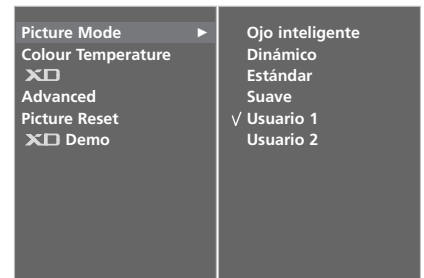 Picture Mode ►
Colour Temperature
XD
Advanced
Picture Reset
XD Demo
Ojo inteligente
Dinámico
Estándar
Suave
√ Usuario 1
Usuario 2